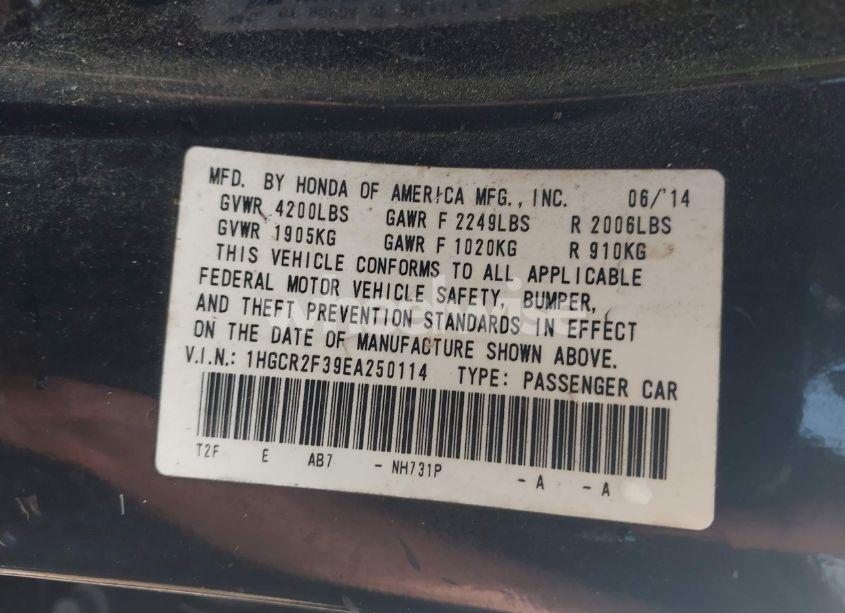 MFD. BY HONDA OF AMERICA MFG., INC. 06/'14
GVWR 4200LBS GAWR F 2249LBS R 2006LBS
GVWR 1905KG GAWR F 1020KG R 910KG
THIS VEHICLE CONFORMS TO ALL APPLICABLE
FEDERAL MOTOR VEHICLE SAFETY, BUMPER,
AND THEFT PREVENTION STANDARDS IN EFFECT
ON THE DATE OF MANUFACTURE SHOWN ABOVE.
V.I.N.: 1HGCR2F39EA250114 TYPE: PASSENGER CAR
T2F E AB7 - NH731P - A - A